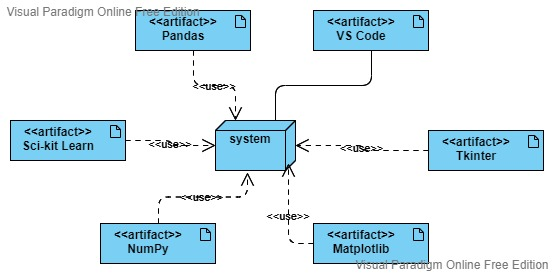 Visual Paradigm Online Free Edition
<<artifact>>
Pandas
<<artifact>>
VS Code
<<use>>
<<artifact>>
Sci-kit Learn
<<use>>
system
<<use>>
<<artifact>>
Tkinter
<<use>>
<<use>>
<<artifact>>
NumPy
<<artifact>>
Matplotlib
Visual Paradigm Online Free Edition